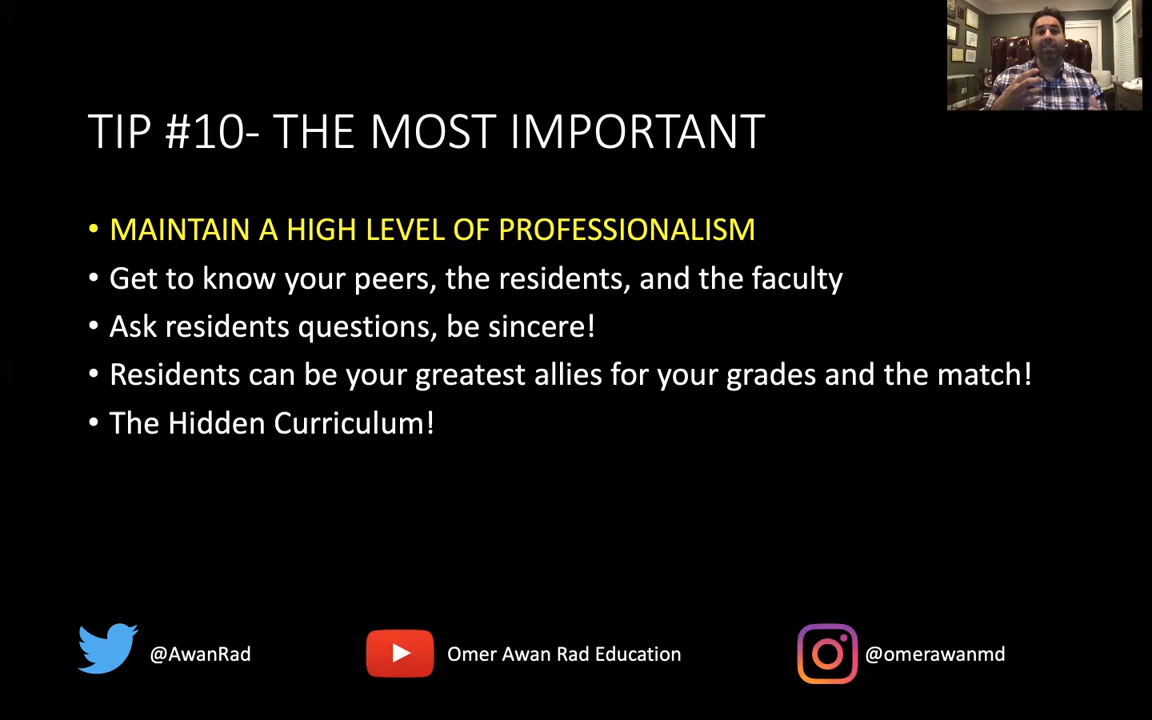 TIP #10- THE MOST IMPORTANT
• MAINTAIN A HIGH LEVEL OF PROFESSIONALISM
• Get to know your peers, the residents, and the faculty
• Ask residents questions, be sincere!
• Residents can be your greatest allies for your grades and the match!
• The Hidden Curriculum!
@AwanRad
Omer Awan Rad Education
@omerawanmd